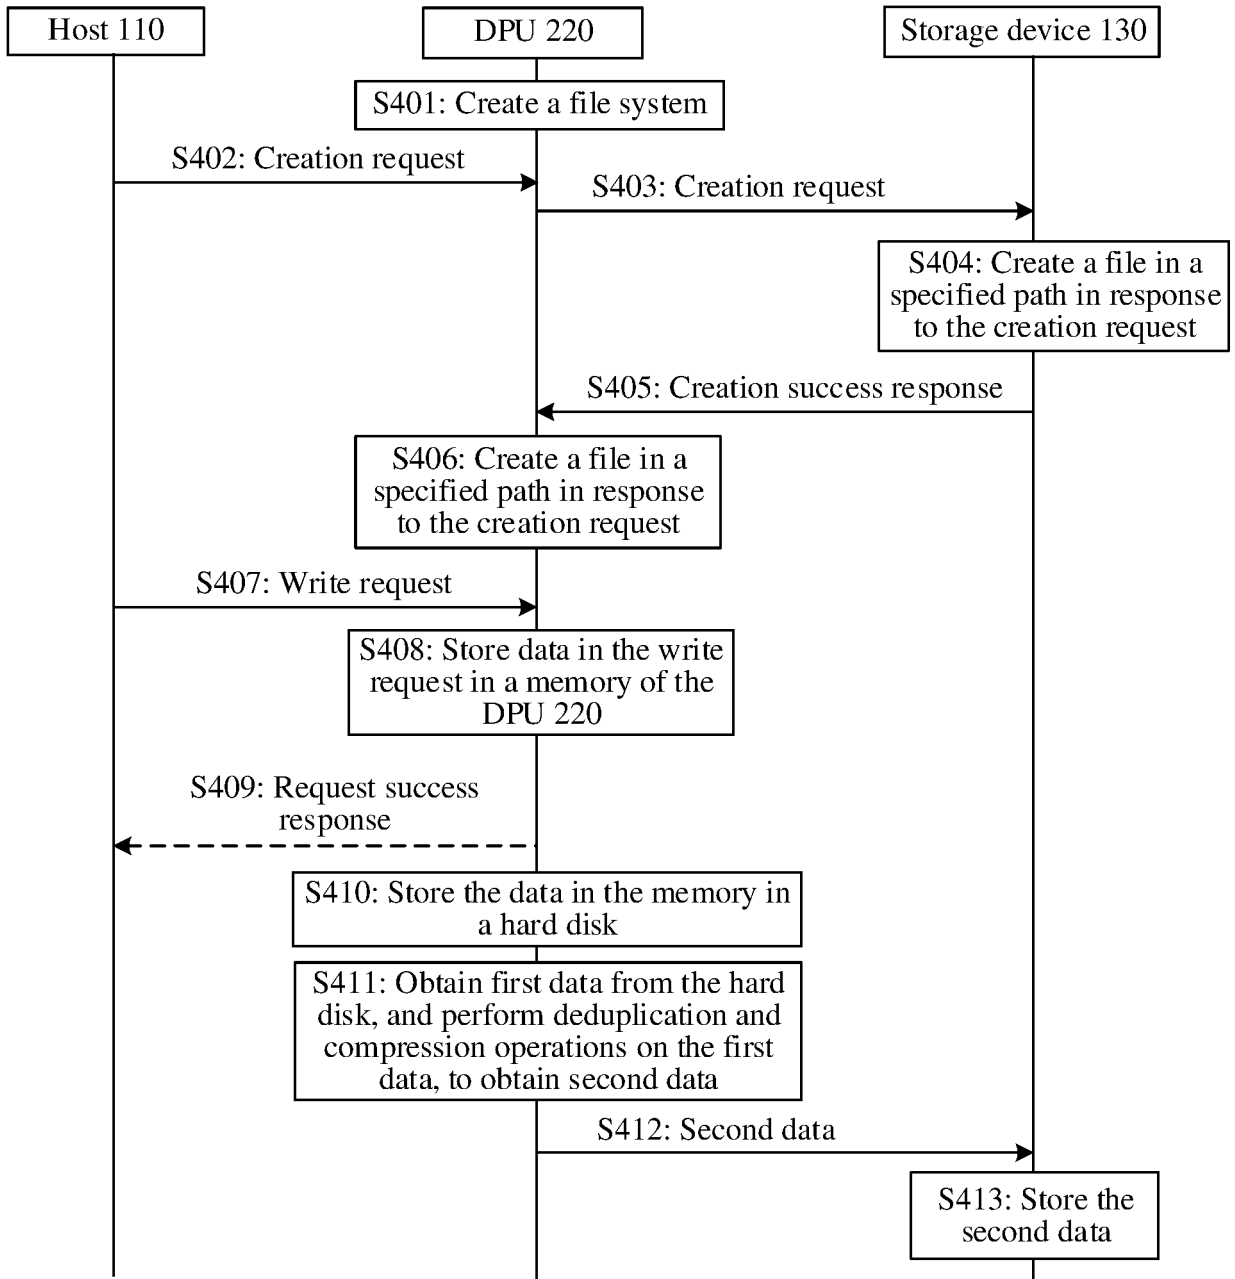 Host 110
DPU 220
Storage device 130
S401: Create a file system
S402: Creation request
S403: Creation request
S404: Create a file in a
specified path in response
to the creation request
S405: Creation success response
S406: Create a file in a
specified path in response
to the creation request
S407: Write request
S408: Store data in the write
request in a memory of the
DPU 220
S409: Request success
response
S410: Store the data in the memory in
a hard disk
S411: Obtain first data from the hard
disk, and perform deduplication and
compression operations on the first
data, to obtain second data
S412: Second data
S413: Store the
second data